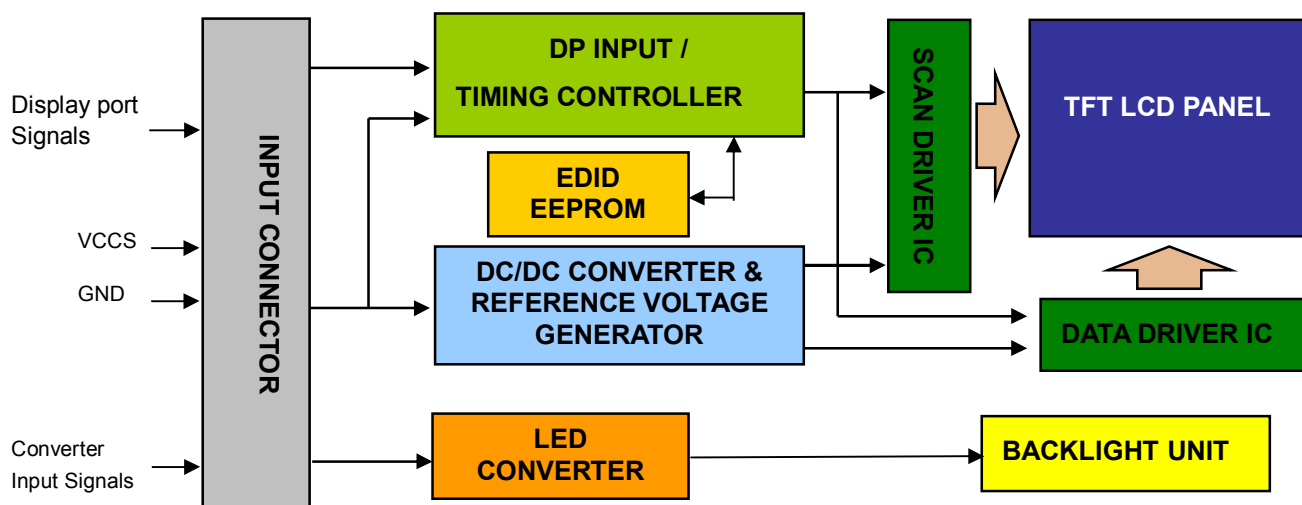 Display port
Signals
VCCS
GND
Converter
Input Signals
INPUT CONNECTOR
DP INPUT /
TIMING CONTROLLER
EDID
EEPROM
DC/DC CONVERTER &
REFERENCE VOLTAGE
GENERATOR
LED
CONVERTER
SCAN DRIVER IC
TFT LCD PANEL
DATA DRIVER IC
BACKLIGHT UNIT